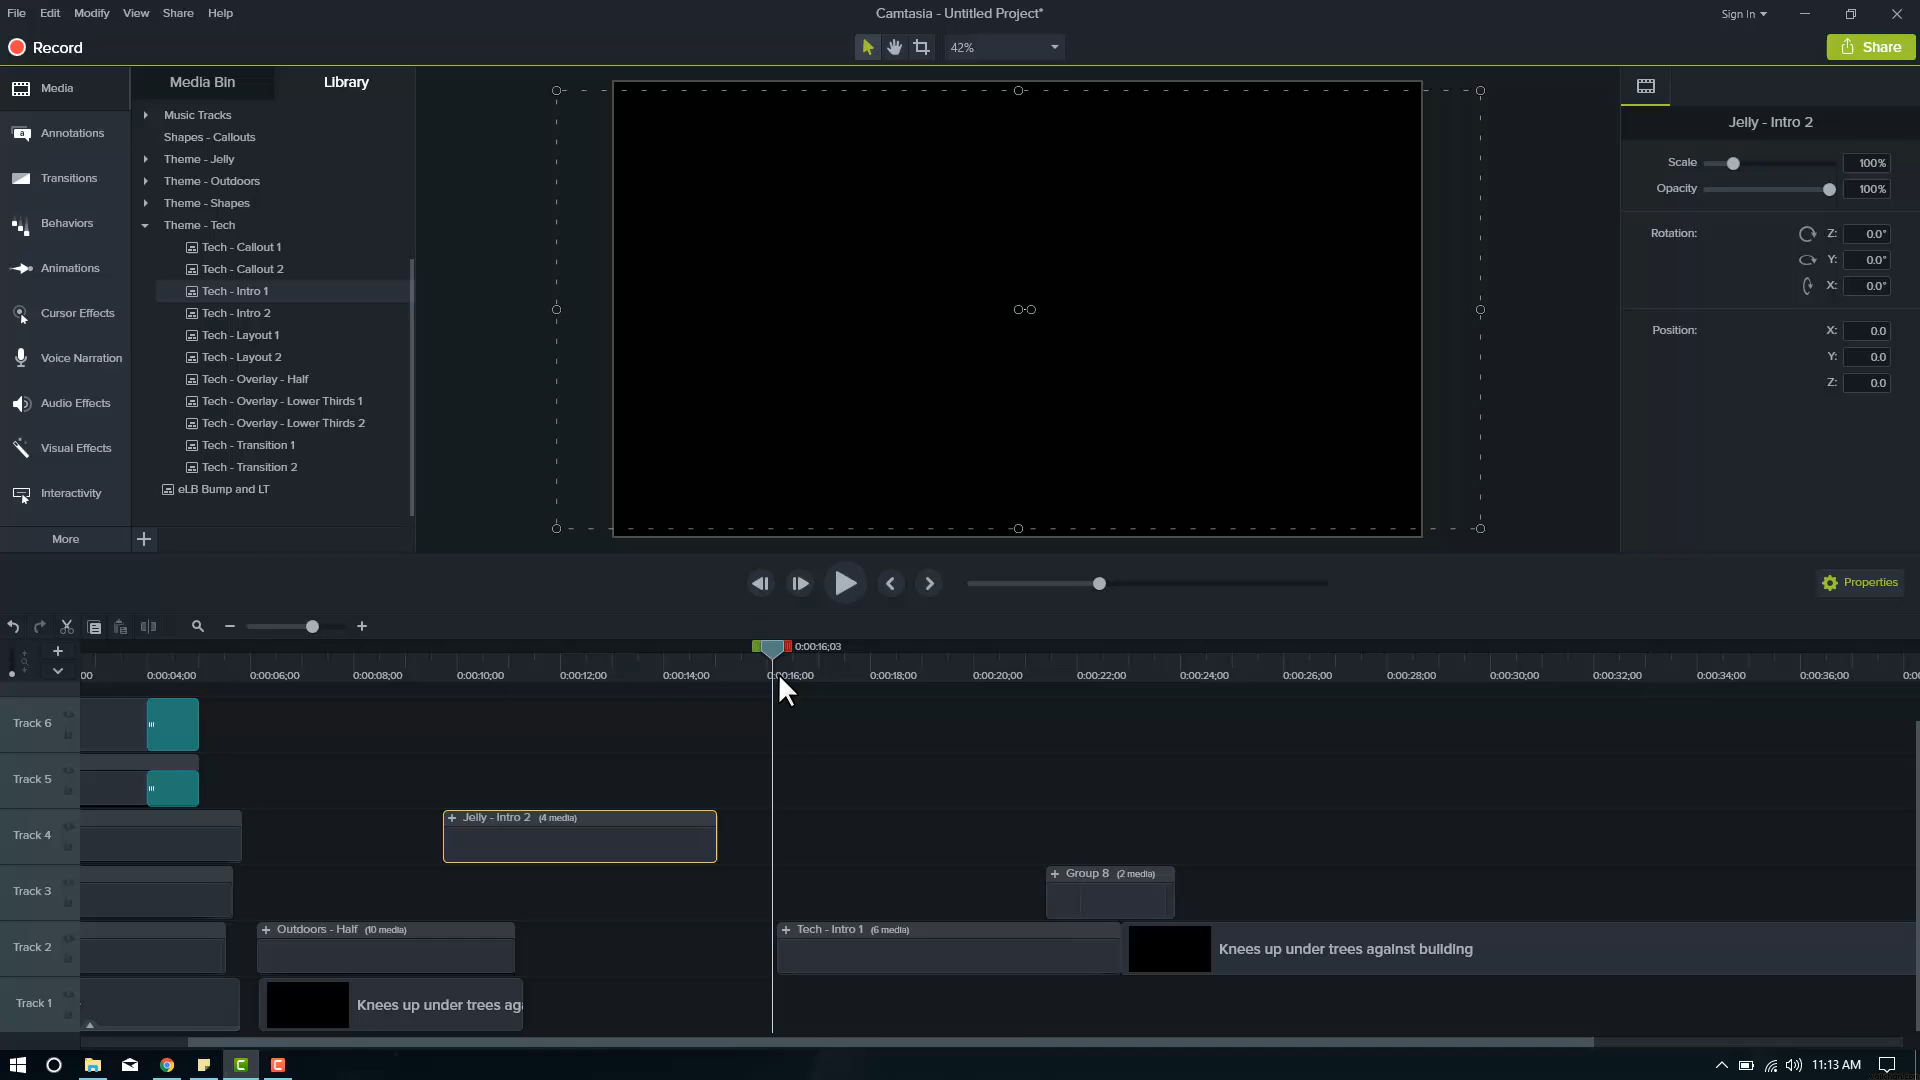 File Edit Modify View Share Help
Camtasia - Untitled Project*
Sign In
Record
42%
Share
Media
Annotations
Transitions
Behaviors
Animations
Cursor Effects
Voice Narration
Audio Effects
Visual Effects
Interactivity
More
Media Bin Library
Music Tracks
Shapes - Callouts
Theme - Jelly
Theme - Outdoors
Theme - Shapes
Theme - Tech
Tech - Callout 1
Tech - Callout 2
Tech - Intro 1
Tech - Intro 2
Tech - Layout 1
Tech - Layout 2
Tech - Overlay - Half
Tech - Overlay - Lower Thirds 1
Tech - Overlay - Lower Thirds 2
Tech - Transition 1
Tech - Transition 2
eLB Bump and LT
Jelly - Intro 2
Scale 100%
Opacity 100%
Rotation: Z: 0.0°
Y: 0.0°
X: 0.0°
Position: X: 0.0
Y: 0.0
Z: 0.0
Properties
0:00:16;03
00 0:00:04;00 0:00:06;00 0:00:08;00 0:00:10;00 0:00:12;00 0:00:14;00 0:00:16;00 0:00:18;00 0:00:20;00 0:00:22;00 0:00:24;00 0:00:26;00 0:00:28;00 0:00:30;00 0:00:32;00 0:00:34;00 0:00:36;00 0:0
Track 6
Track 5
Track 4
Jelly - Intro 2 (4 media)
Track 3
Group 8 (2 media)
Track 2
Outdoors - Half (10 media)
Tech - Intro 1 (6 media)
Knees up under trees against building
Track 1
Knees up under trees aga
11:13 AM